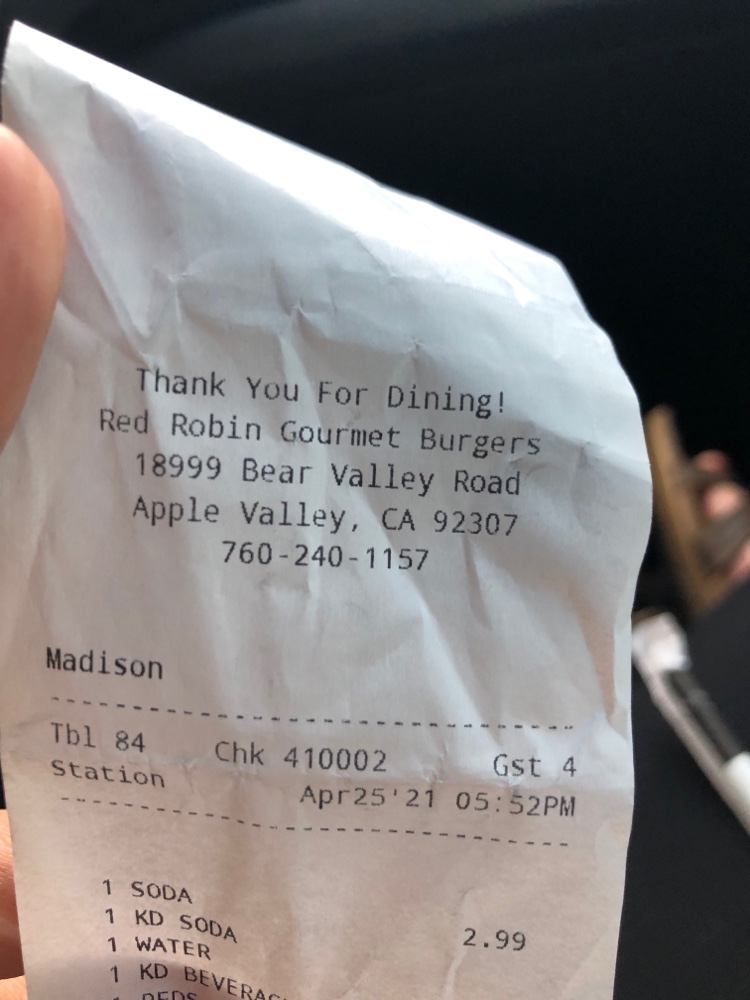 Thank You For Dining!
Red Robin Gourmet Burgers
18999 Bear Valley Road
Apple Valley, CA 92307
760-240-1157
Madison
Tbl 84 Chk 410002 Gst 4
Station Apr25'21 05:52PM
1 SODA 2.99
1 KD SODA
1 WATER
1 KD